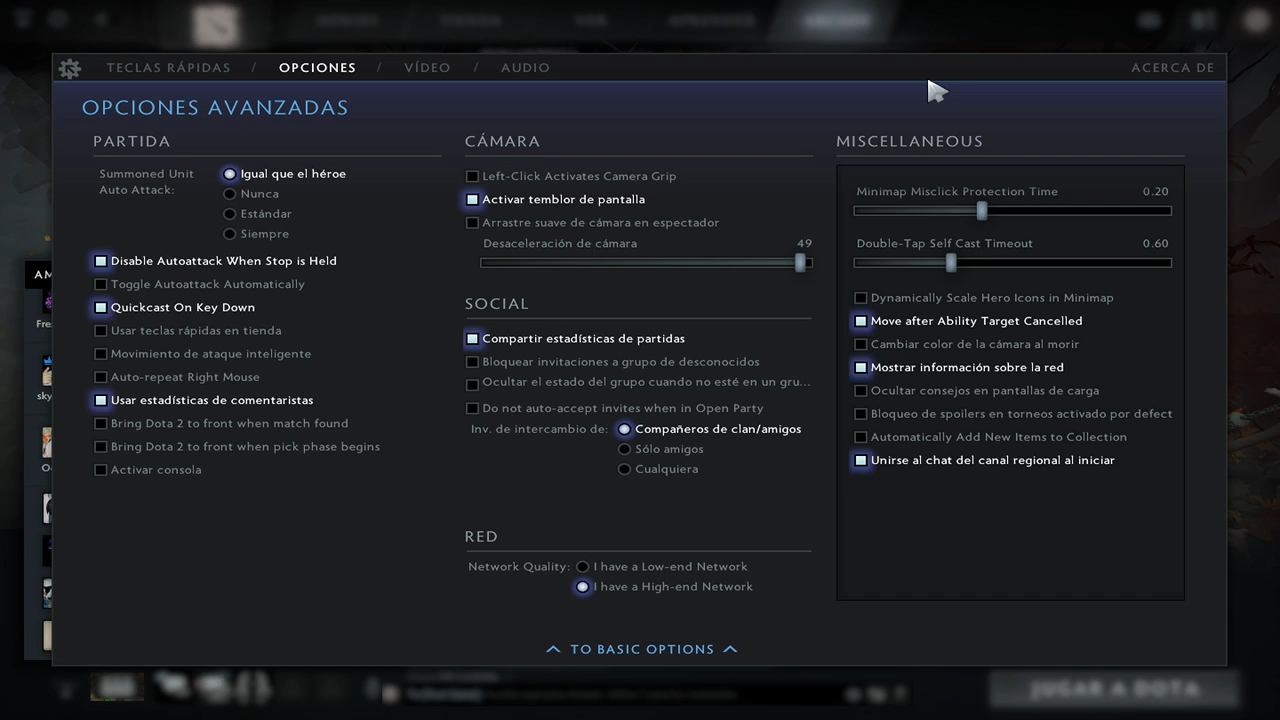 TECLAS RÁPIDAS / OPCIONES / VÍDEO / AUDIO
ACERCA DE
OPCIONES AVANZADAS
PARTIDA
Summoned Unit
Auto Attack:
Igual que el héroe
Nunca
Estándar
Siempre
Disable Autoattack When Stop is Held
Toggle Autoattack Automatically
Quickcast On Key Down
Usar teclas rápidas en tienda
Movimiento de ataque inteligente
Auto-repeat Right Mouse
Usar estadísticas de comentaristas
Bring Dota 2 to front when match found
Bring Dota 2 to front when pick phase begins
Activar consola
CÁMARA
Left-Click Activates Camera Grip
Activar temblor de pantalla
Arrastre suave de cámara en espectador
Desaceleración de cámara 49
SOCIAL
Compartir estadísticas de partidas
Bloquear invitaciones a grupo de desconocidos
Ocultar el estado del grupo cuando no esté en un gru...
Do not auto-accept invites when in Open Party
Inv. de intercambio de: Compañeros de clan/amigos
Sólo amigos
Cualquiera
RED
Network Quality: I have a Low-end Network
I have a High-end Network
MISCELLANEOUS
Minimap Misclick Protection Time 0.20
Double-Tap Self Cast Timeout 0.60
Dynamically Scale Hero Icons in Minimap
Move after Ability Target Cancelled
Cambiar color de la cámara al morir
Mostrar información sobre la red
Ocultar consejos en pantallas de carga
Bloqueo de spoilers en torneos activado por defect
Automatically Add New Items to Collection
Unirse al chat del canal regional al iniciar
TO BASIC OPTIONS
AM
Fre
sky
JUGAR A DOTA